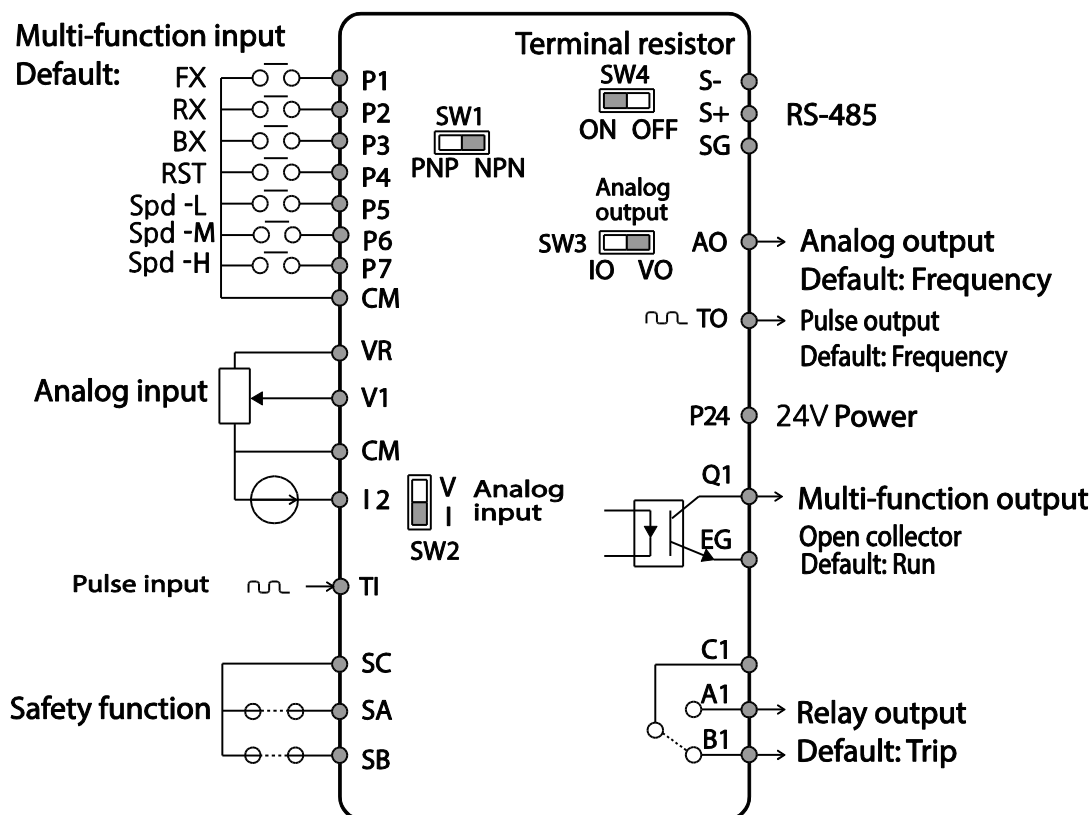 Multi-function input
Default:
FX
P1
RX
P2
BX
P3
RST
P4
Spd -L
P5
Spd -M
P6
Spd -H
P7
CM
SW1
PNP NPN
Terminal resistor
SW4
ON OFF
S-
S+
SG
RS-485
Analog
output
SW3
IO VO
AO
Analog output
Default: Frequency
TO
Pulse output
Default: Frequency
VR
Analog input
V1
CM
I 2
V
I
Analog
input
SW2
P24
24V Power
Q1
Multi-function output
EG
Open collector
Default: Run
Pulse input
TI
SC
Safety function
SA
SB
C1
A1
Relay output
B1
Default: Trip